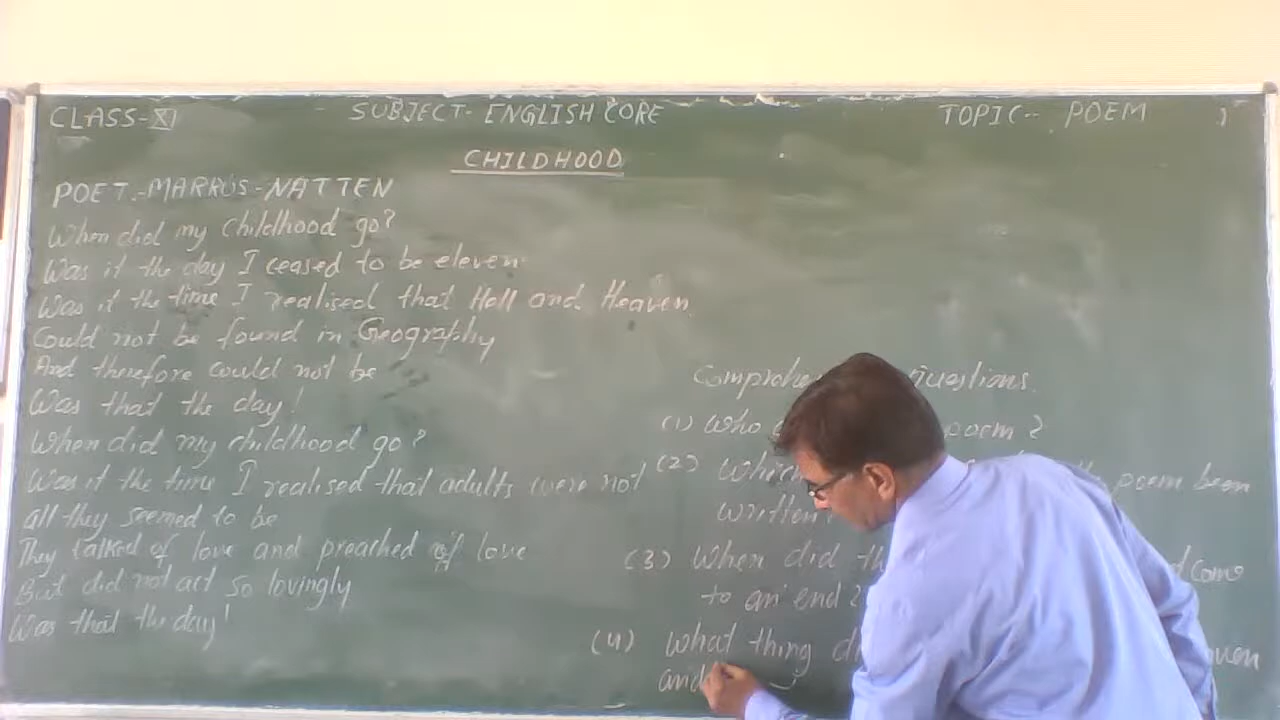 CLASS-XI
SUBJECT- ENGLISH CORE
TOPIC- POEM
CHILDHOOD
POET-MARKUS-NATTEN
When did my childhood go?
Was it the day I ceased to be eleven
Was it the time I realised that Hell and Heaven
Could not be found in Geography
And therefore could not be
Was that the day!
When did my childhood go?
Was it the time I realised that adults were not
all they seemed to be
They talked of love and preached of love
But did not act so lovingly
Was that the day!
Questions.
(1) Who poem?
(2) Which poem been
written
(3) When did come
to an end?
(4) What thing
and